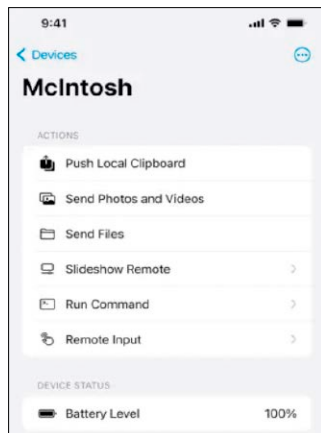 9:41
Devices
McIntosh
ACTIONS
Push Local Clipboard
Send Photos and Videos
Send Files
Slideshow Remote
Run Command
Remote Input
DEVICE STATUS
Battery Level 100%